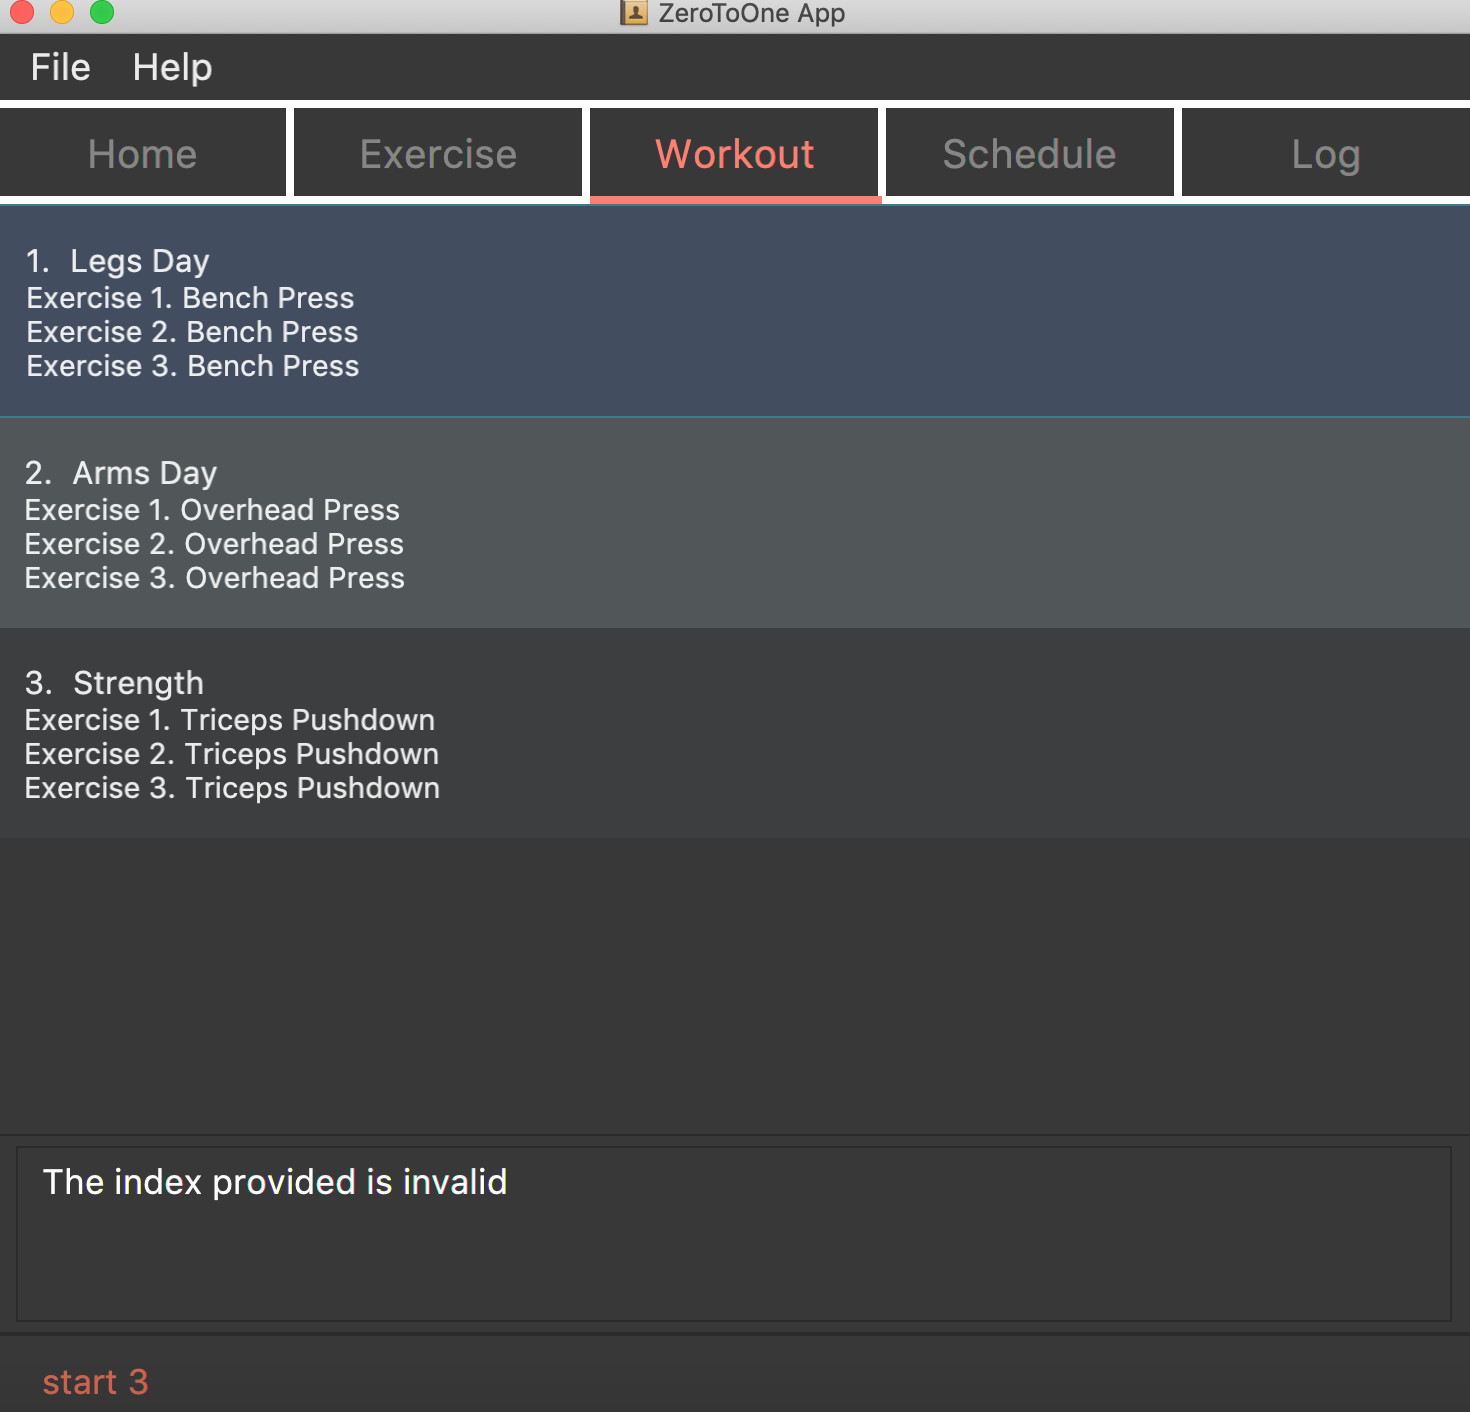 ZeroToOne App
File Help
Home Exercise Workout Schedule Log
1. Legs Day
Exercise 1. Bench Press
Exercise 2. Bench Press
Exercise 3. Bench Press
2. Arms Day
Exercise 1. Overhead Press
Exercise 2. Overhead Press
Exercise 3. Overhead Press
3. Strength
Exercise 1. Triceps Pushdown
Exercise 2. Triceps Pushdown
Exercise 3. Triceps Pushdown
The index provided is invalid
start 3